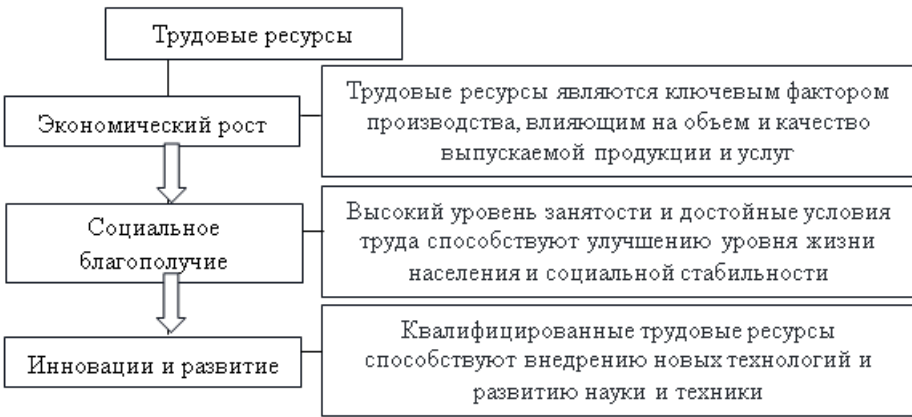 Трудовые ресурсы
Экономический рост
Трудовые ресурсы являются ключевым фактором
производства, влияющим на объем и качество
выпускаемой продукции и услуг
Социальное
благополучие
Высокий уровень занятости и достойные условия
труда способствуют улучшению уровня жизни
населения и социальной стабильности
Инновации и развитие
Квалифицированные трудовые ресурсы
способствуют внедрению новых технологий и
развитию науки и техники